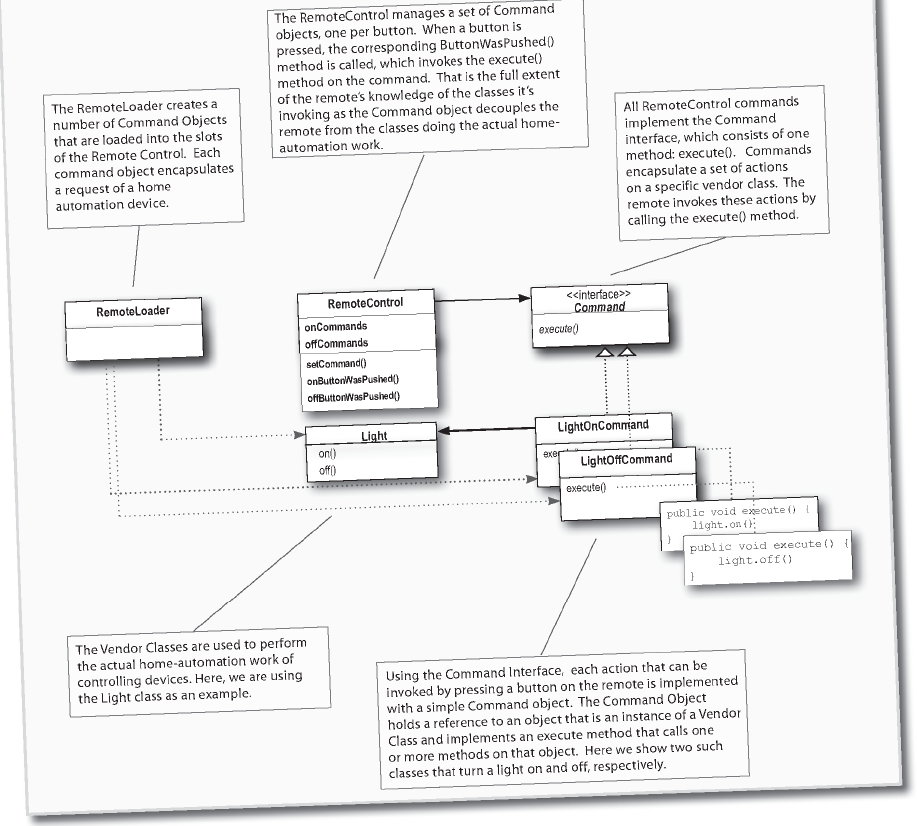 The RemoteControl manages a set of Command
objects, one per button. When a button is
pressed, the corresponding ButtonWasPushed()
method is called, which invokes the execute()
method on the command. That is the full extent
of the remote's knowledge of the classes it's
invoking as the Command object decouples the
remote from the classes doing the actual home-
automation work.
The RemoteLoader creates a
number of Command Objects
that are loaded into the slots
of the Remote Control. Each
command object encapsulates
a request of a home
automation device.
All RemoteControl commands
implement the Command
interface, which consists of one
method: execute(). Commands
encapsulate a set of actions
on a specific vendor class. The
remote invokes these actions by
calling the execute() method.
RemoteLoader
RemoteControl
onCommands
offCommands
setCommand()
onButtonWasPushed()
offButtonWasPushed()
<<interface>>
Command
execute()
Light
on()
off()
LightOnCommand
LightOffCommand
execute()
public void execute() {
light.on();
}
public void execute() {
light.off()
}
The Vendor Classes are used to perform
the actual home-automation work of
controlling devices. Here, we are using
the Light class as an example.
Using the Command Interface, each action that can be
invoked by pressing a button on the remote is implemented
with a simple Command object. The Command Object
holds a reference to an object that is an instance of a Vendor
Class and implements an execute method that calls one
or more methods on that object. Here we show two such
classes that turn a light on and off, respectively.